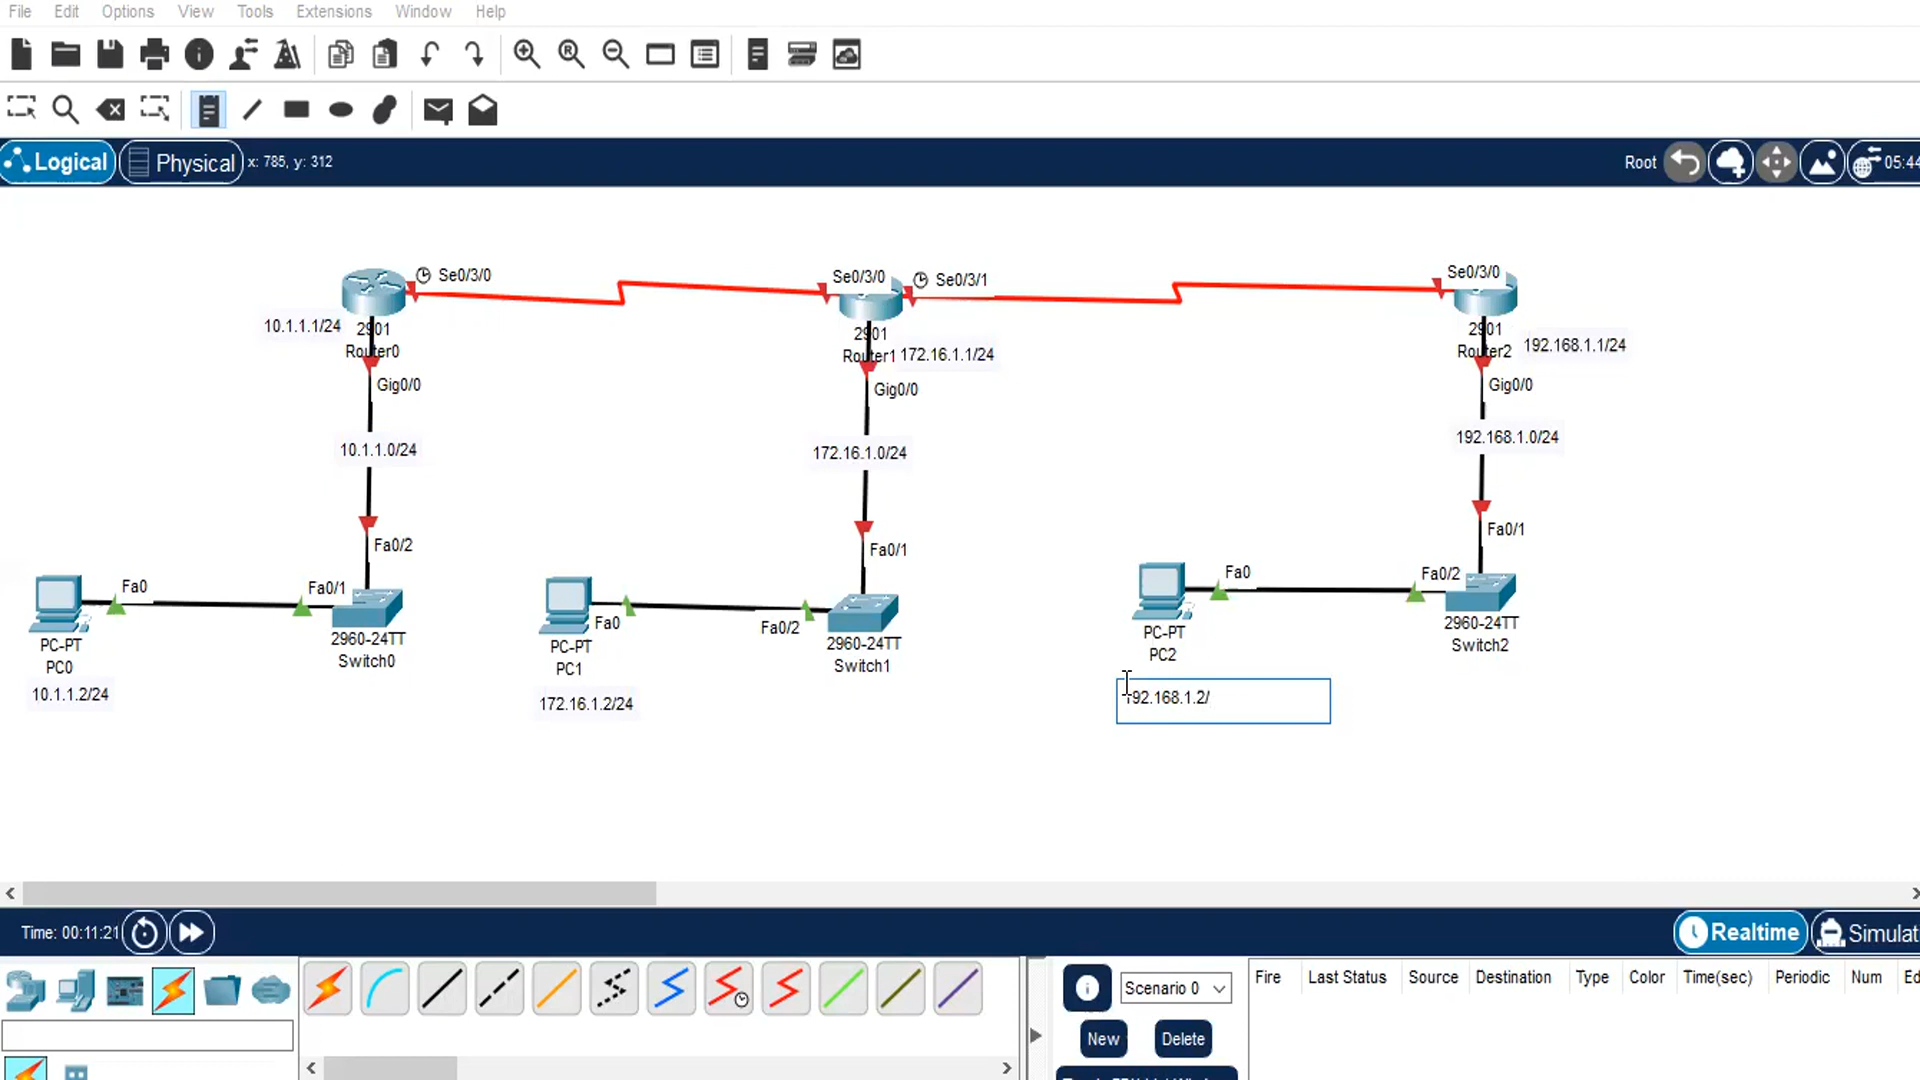 File Edit Options View Tools Extensions Window Help
Logical Physical x: 785, y: 312 Root 05:44
Se0/3/0 Se0/3/0 Se0/3/1 Se0/3/0
10.1.1.1/24 2901
Router0
2901
Router1 172.16.1.1/24
2901
Router2 192.168.1.1/24
Gig0/0 Gig0/0 Gig0/0
10.1.1.0/24 172.16.1.0/24 192.168.1.0/24
Fa0/2 Fa0/1 Fa0/1
Fa0 Fa0/1 Fa0 Fa0/2 Fa0 Fa0/2
PC-PT
PC0
10.1.1.2/24
2960-24TT
Switch0
PC-PT
PC1
172.16.1.2/24
2960-24TT
Switch1
PC-PT
PC2
192.168.1.2/
2960-24TT
Switch2
Time: 00:11:21 Realtime Simulat
Scenario 0
New Delete
Fire Last Status Source Destination Type Color Time(sec) Periodic Num Ed